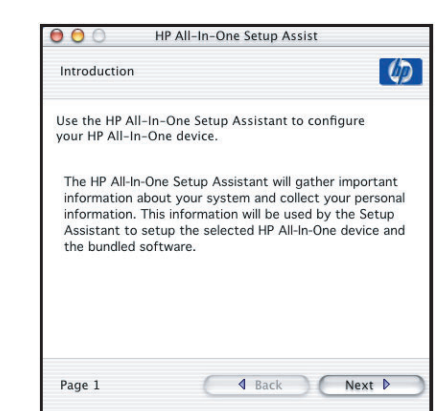 HP All-In-One Setup Assist
Introduction
hp
Use the HP All-In-One Setup Assistant to configure
your HP All-In-One device.
The HP All-In-One Setup Assistant will gather important
information about your system and collect your personal
information. This information will be used by the Setup
Assistant to setup the selected HP All-In-One device and
the bundled software.
Page 1
Back
Next